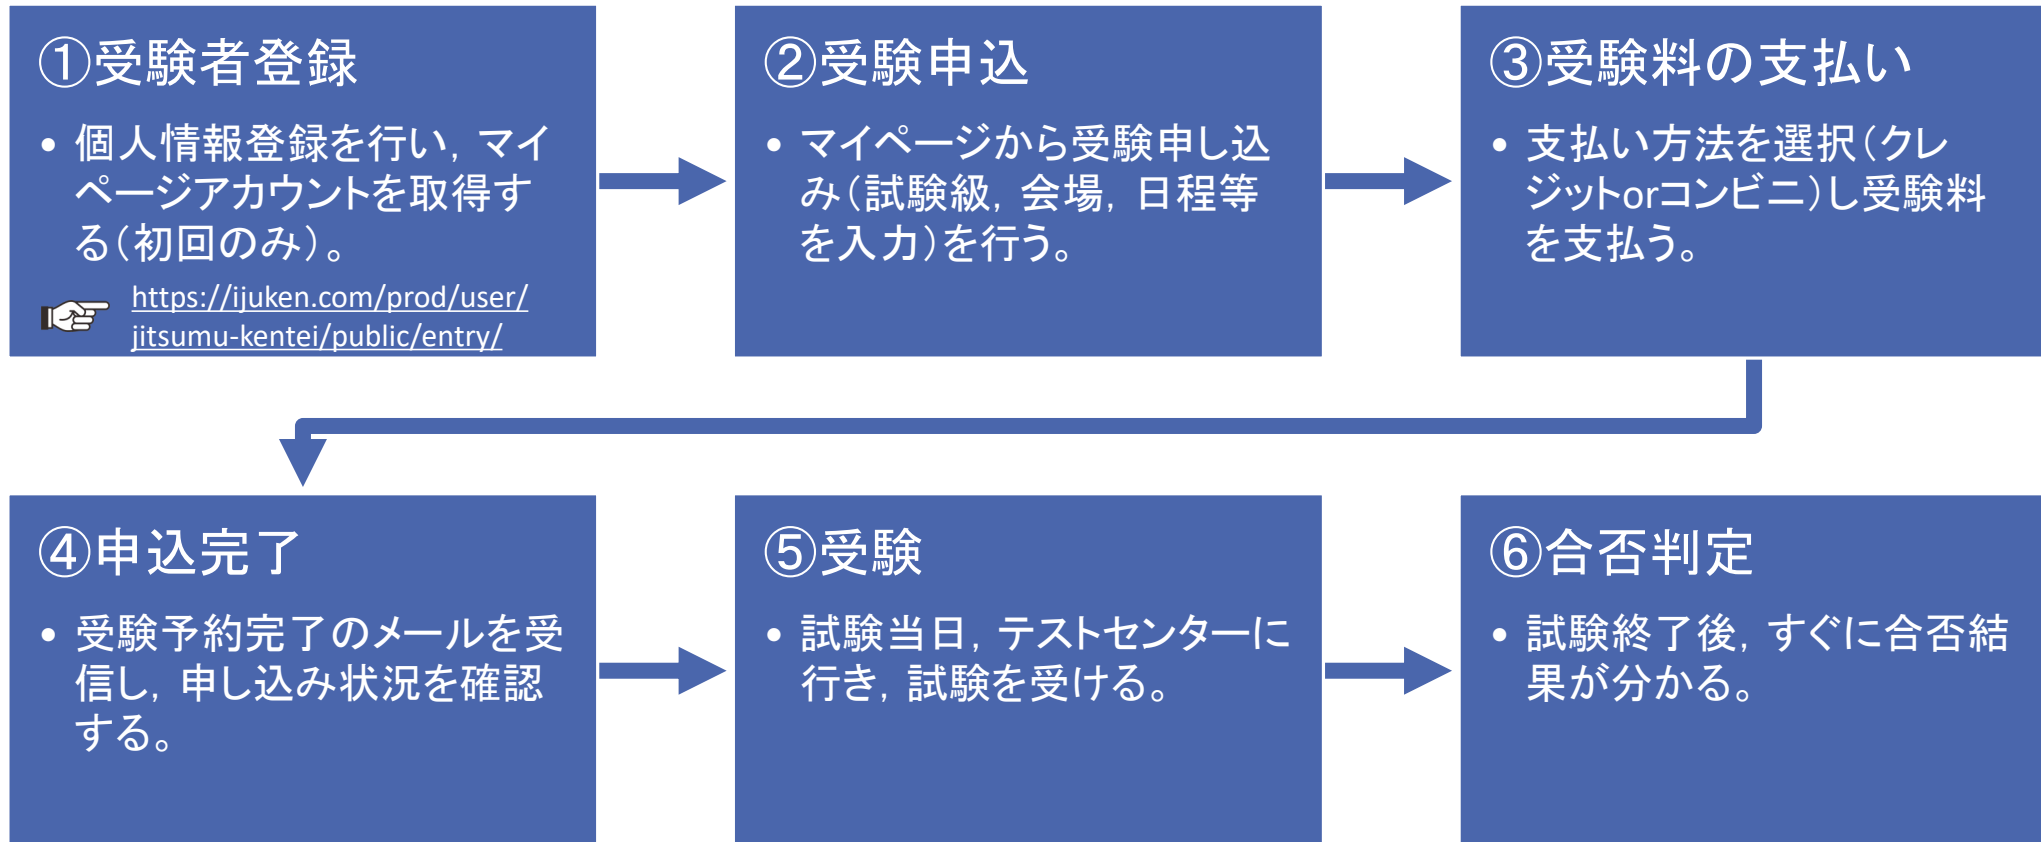 ①受験者登録
• 個人情報登録を行い，マイ
ページアカウントを取得す
る（初回のみ）。
https://ijuken.com/prod/user/
jitsumu-kentei/public/entry/
②受験申込
• マイページから受験申し込
み（試験級，会場，日程等
を入力）を行う。
③受験料の支払い
• 支払い方法を選択（クレ
ジットorコンビニ）し受験料
を支払う。
④申込完了
• 受験予約完了のメールを受
信し，申し込み状況を確認
する。
⑤受験
• 試験当日，テストセンターに
行き，試験を受ける。
⑥合否判定
• 試験終了後，すぐに合否結
果が分かる。